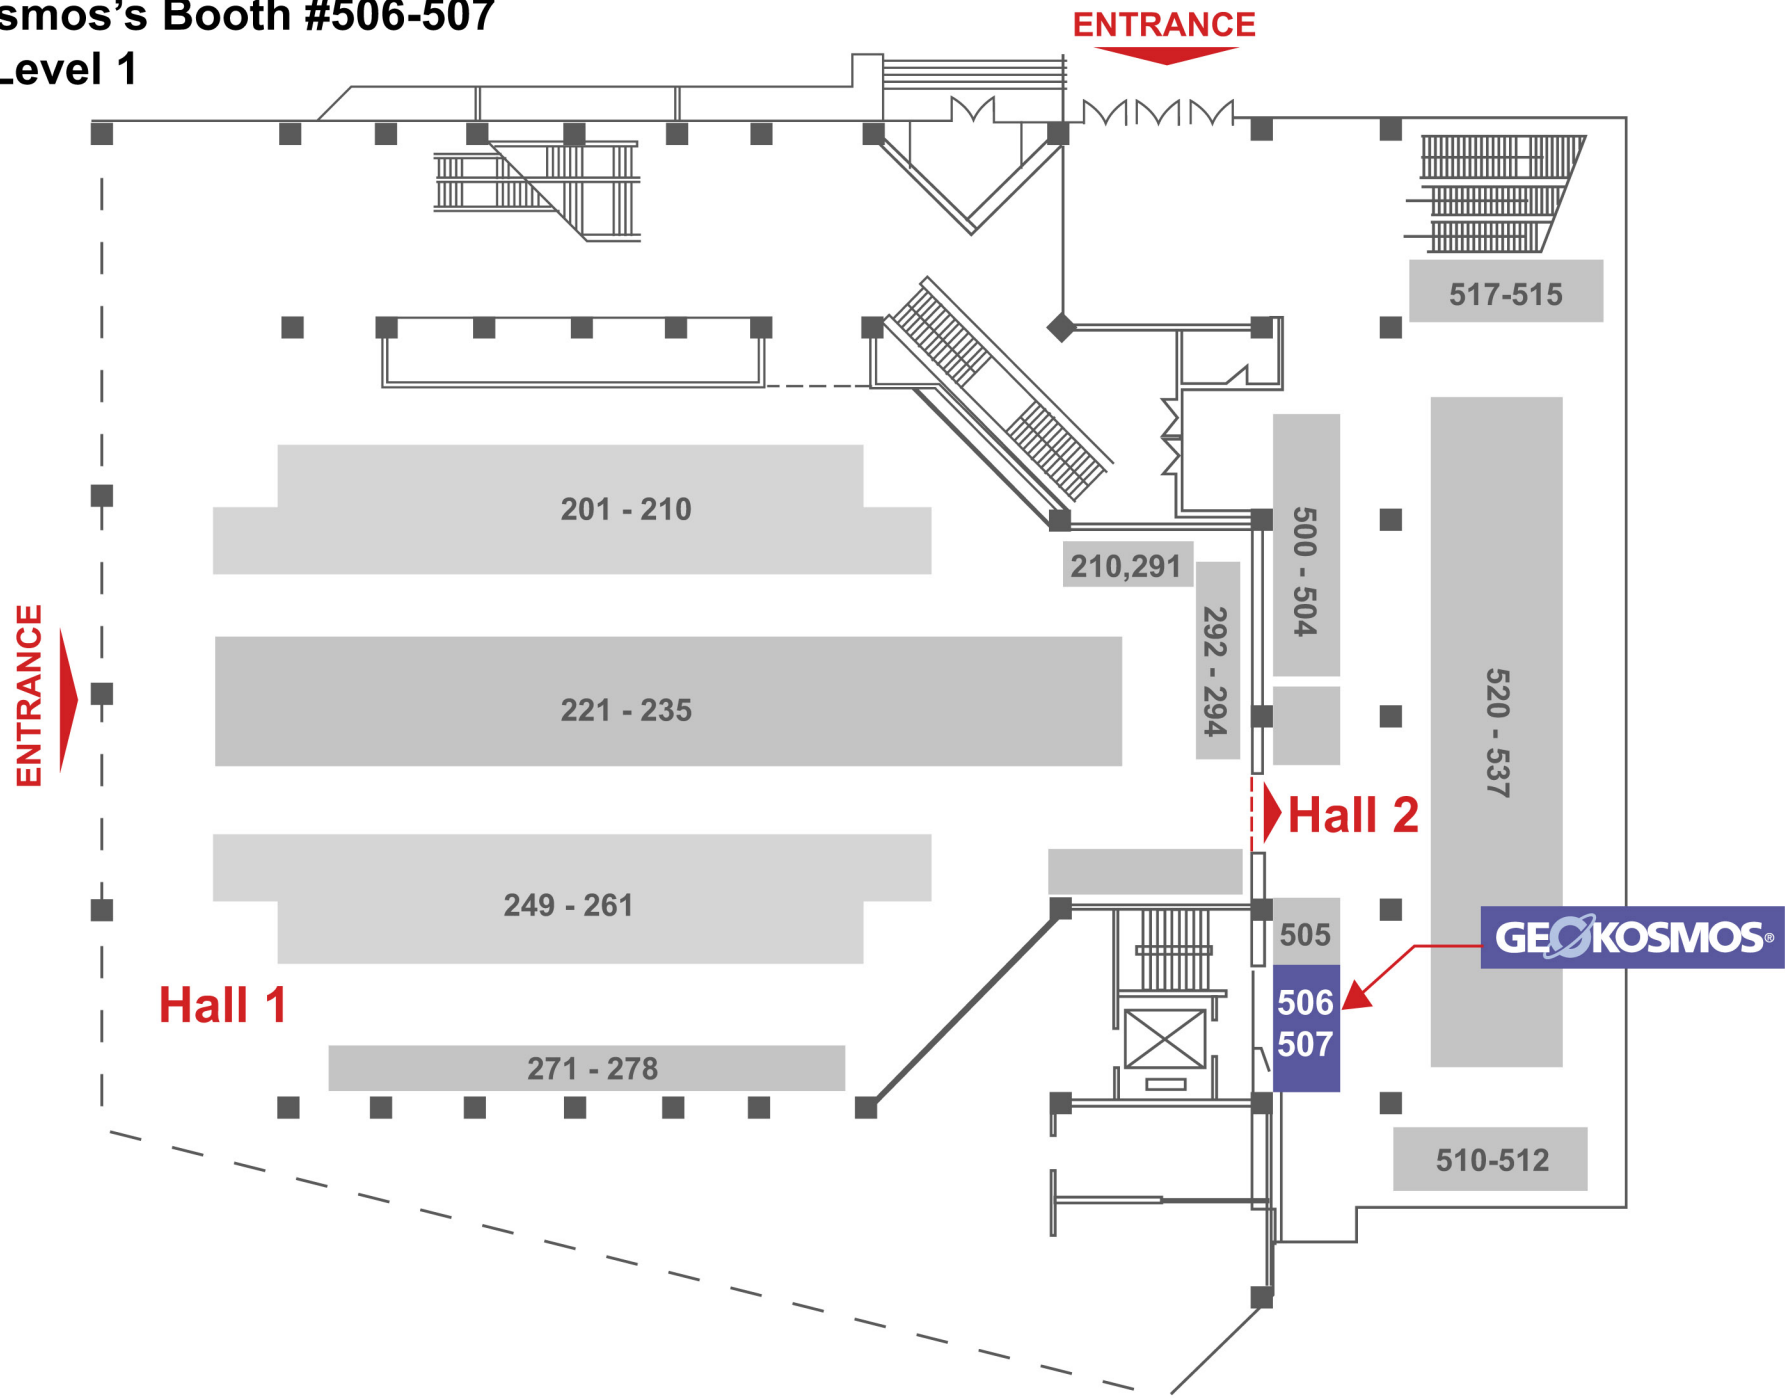 smos's Booth #506-507
Level 1
ENTRANCE
517-515
201 - 210
210,291
500 - 504
292 - 294
ENTRANCE
221 - 235
520 - 537
Hall 2
249 - 261
505
GEOKOSMOS®
506
507
Hall 1
271 - 278
510-512